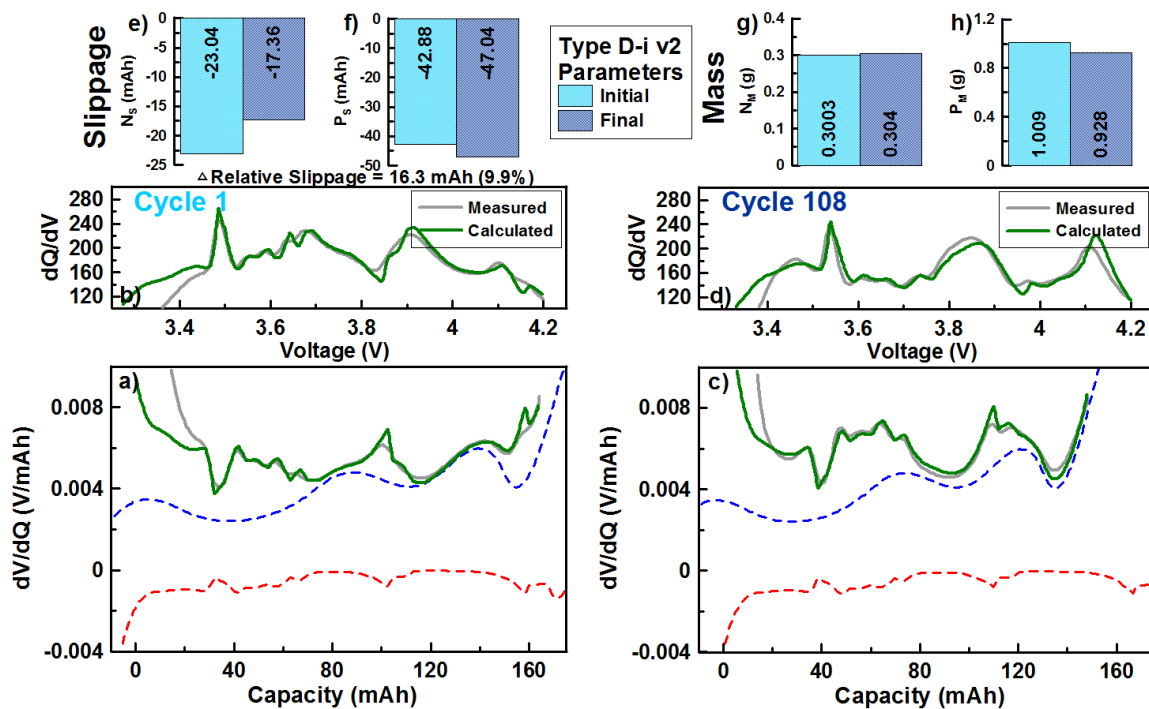 Slippage
e)
N_S (mAh)
0
-5
-10
-15
-20
-25
-23.04
-17.36
f)
P_S (mAh)
0
-10
-20
-30
-40
-50
-42.88
-47.04
△Relative Slippage = 16.3 mAh (9.9%)
Type D-i v2
Parameters
Initial
Final
Mass
g)
N_M (g)
0.4
0.3
0.2
0.1
0
0.3003
0.304
h)
P_M (g)
1.2
0.8
0.4
0
1.009
0.928
Cycle 1
Measured
Calculated
dQ/dV
280
240
200
160
120
b)
3.4 3.6 3.8 4 4.2
Voltage (V)
Cycle 108
Measured
Calculated
dQ/dV
280
240
200
160
120
d)
3.4 3.6 3.8 4 4.2
Voltage (V)
a)
dV/dQ (V/mAh)
0.008
0.004
0
-0.004
0 40 80 120 160
Capacity (mAh)
c)
dV/dQ (V/mAh)
0.008
0.004
0
-0.004
0 40 80 120 160
Capacity (mAh)